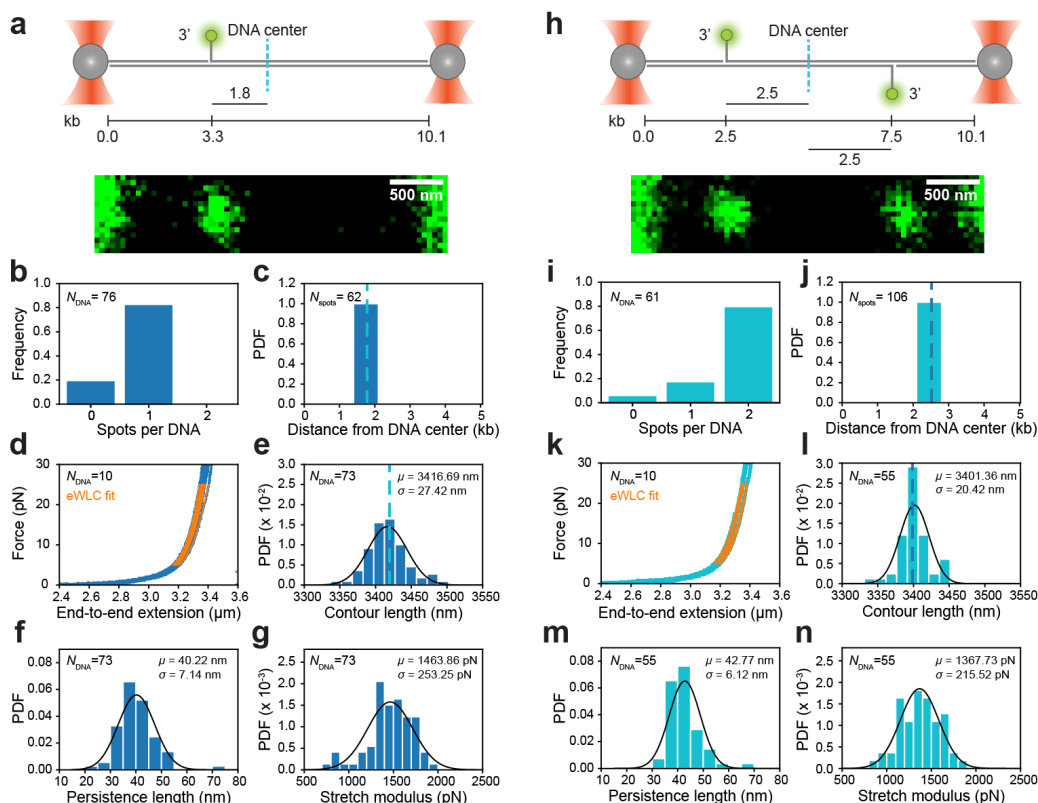 a
3’
DNA center
1.8
kb
0.0
3.3
10.1
500 nm
b
N DNA = 76
Frequency
1.0
0.8
0.6
0.4
0.2
0.0
0
1
2
Spots per DNA
c
N spots = 62
PDF
1.2
1.0
0.8
0.6
0.4
0.2
0.0
0
1
2
3
4
5
Distance from DNA center (kb)
d
N DNA =10
eWLC fit
Force (pN)
30
20
10
0
2.4
2.6
2.8
3.0
3.2
3.4
3.6
End-to-end extension (μm)
e
N DNA =73
μ = 3416.69 nm
σ = 27.42 nm
PDF (x 10-2)
3.0
2.5
2.0
1.5
1.0
0.5
0.0
3300
3350
3400
3450
3500
3550
Contour length (nm)
f
N DNA =73
μ = 40.22 nm
σ = 7.14 nm
PDF
0.08
0.06
0.04
0.02
0.00
10
20
30
40
50
60
70
80
Persistence length (nm)
g
N DNA =73
μ = 1463.86 pN
σ = 253.25 pN
PDF (x 10-3)
2.5
2.0
1.5
1.0
0.5
0.0
500
1000
1500
2000
2500
Stretch modulus (pN)
h
3’
DNA center
2.5
3’
kb
0.0
2.5
7.5
10.1
2.5
500 nm
i
N DNA = 61
Frequency
1.0
0.8
0.6
0.4
0.2
0.0
0
1
2
Spots per DNA
j
N spots = 106
PDF
1.2
1.0
0.8
0.6
0.4
0.2
0.0
0
1
2
3
4
5
Distance from DNA center (kb)
k
N DNA =10
eWLC fit
Force (pN)
30
20
10
0
2.4
2.6
2.8
3.0
3.2
3.4
3.6
End-to-end extension (μm)
l
N DNA =55
μ = 3401.36 nm
σ = 20.42 nm
PDF (x 10-2)
3.0
2.5
2.0
1.5
1.0
0.5
0.0
3300
3350
3400
3450
3500
3550
Contour length (nm)
m
N DNA =55
μ = 42.77 nm
σ = 6.12 nm
PDF
0.08
0.06
0.04
0.02
0.00
10
20
30
40
50
60
70
80
Persistence length (nm)
n
N DNA =55
μ = 1367.73 pN
σ = 215.52 pN
PDF (x 10-3)
2.5
2.0
1.5
1.0
0.5
0.0
500
1000
1500
2000
2500
Stretch modulus (pN)